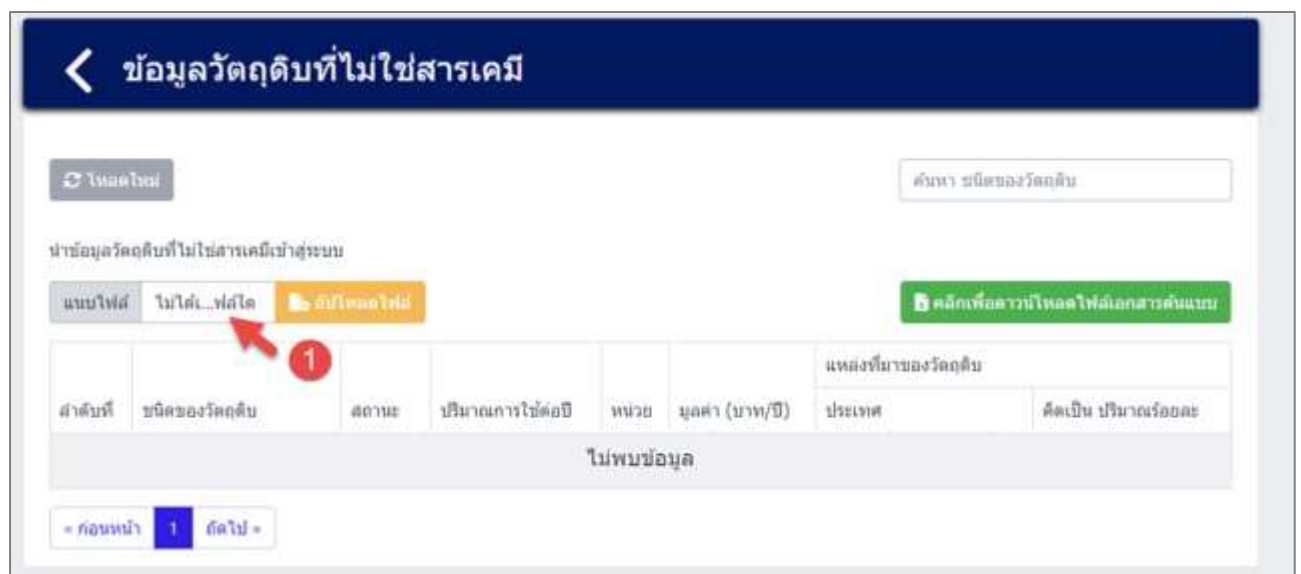 ข้อมูลวัตถุดิบที่ไม่ใช่สารเคมี
โหลดใหม่
ค้นหา ชนิดของวัตถุดิบ
นำข้อมูลวัตถุดิบที่ไม่ใช่สารเคมีเข้าสู่ระบบ
แนบไฟล์ ไม่ได้เ...ฟล์ใด อัปโหลดไฟล์ คลิกเพื่อดาวน์โหลดไฟล์เอกสารต้นแบบ
1
แหล่งที่มาของวัตถุดิบ
ลำดับที่ ชนิดของวัตถุดิบ สถานะ ปริมาณการใช้ต่อปี หน่วย มูลค่า (บาท/ปี) ประเทศ คิดเป็น ปริมาณร้อยละ
ไม่พบข้อมูล
« ก่อนหน้า 1 ถัดไป »